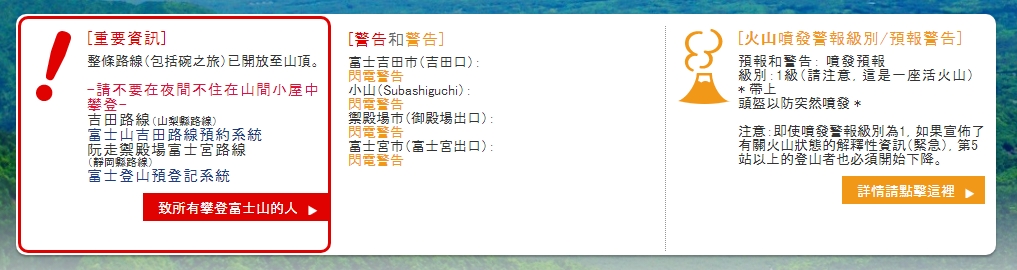 [重要資訊]
整條路線(包括碗之旅)已開放至山頂。
-請不要在夜間不住在山間小屋中
攀登-
吉田路線(山梨縣路線)
富士山吉田路線預約系統
阮走禦殿場富士宮路線
(靜岡縣路線)
富士登山預登記系統
致所有攀登富士山的人
[警告和警告]
富士吉田市(吉田口):
閃電警告
小山(Subashiguchi):
閃電警告
禦殿場市(御殿場出口):
閃電警告
富士宮市(富士宮出口):
閃電警告
[火山噴發警報級別/預報警告]
預報和警告: 噴發預報
級別:1級(請注意, 這是一座活火山)
* 帶上
頭盔以防突然噴發 *
注意:即使噴發警報級別為1, 如果宣佈了
有關火山狀態的解釋性資訊(緊急), 第5
站以上的登山者也必須開始下降。
詳情請點擊這裡